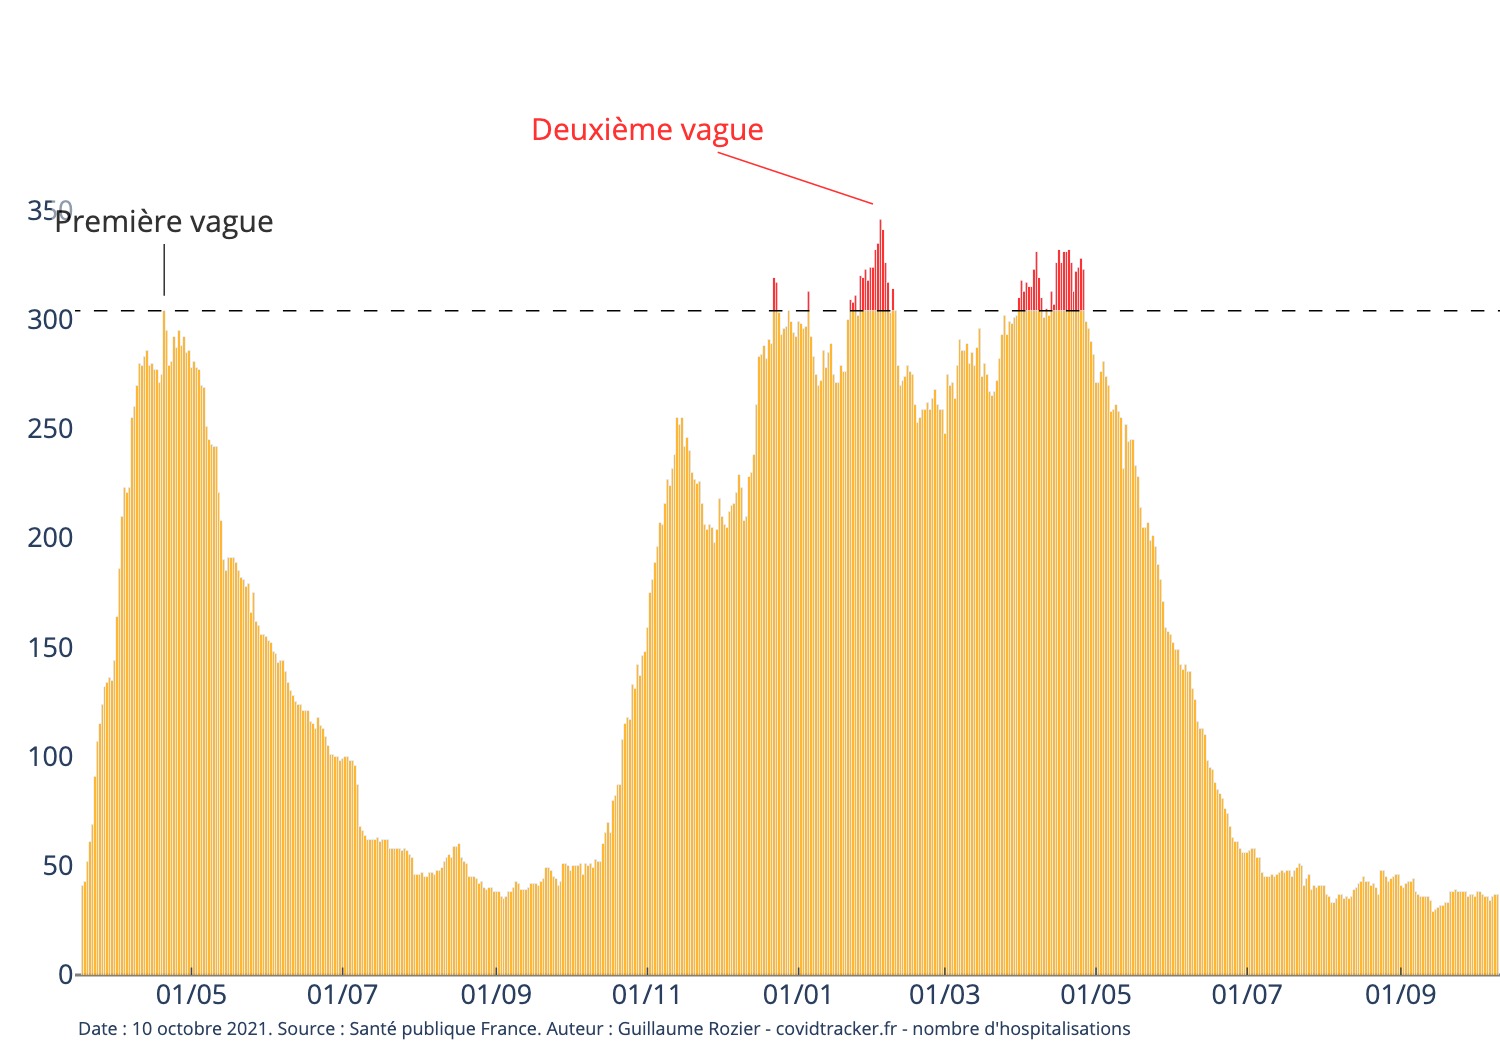 Deuxième vague
350
Première vague
300
250
200
150
100
50
0
01/05 01/07 01/09 01/11 01/01 01/03 01/05 01/07 01/09
Date : 10 octobre 2021. Source : Santé publique France. Auteur : Guillaume Rozier - covidtracker.fr - nombre d'hospitalisations